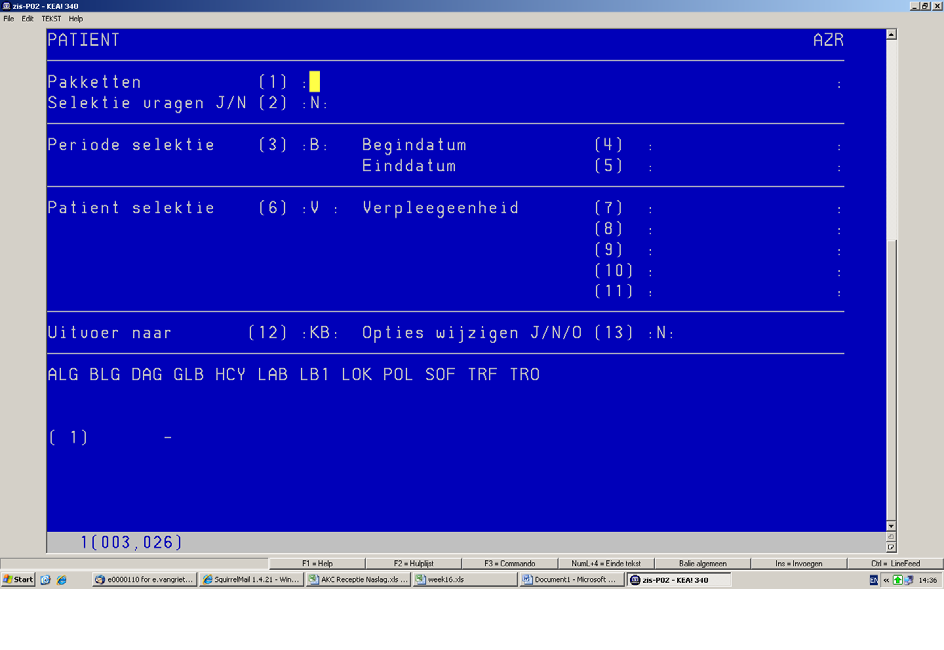 zis-P02 - KEA! 340
File Edit TEKST Help
PATIENT AZR
Pakketten (1) : :
Selektie vragen J/N (2) :N:
Periode selektie (3) :B: Begindatum (4) : :
Einddatum (5) : :
Patient selektie (6) :V : Verpleegeenheid (7) : :
(8) : :
(9) : :
(10) : :
(11) : :
Uitvoer naar (12) :KB: Opties wijzigen J/N/O (13) :N:
ALG BLG DAG GLB HCY LAB LB1 LOK POL SOF TRF TRO
( 1) -
1(003,026)
F1 = Help F2 = Hulplijst F3 = Commando NumL+4 = Einde tekst Balie algemeen Ins = Invoegen Ctrl = LineFeed
Start e0000110 for e.vangriet... SquirrelMail 1.4.21 - Win... AKC Receptie Naslag.xls ... week16.xls Document1 - Microsoft ... zis-P02 - KEA! 340 EN « 14:36